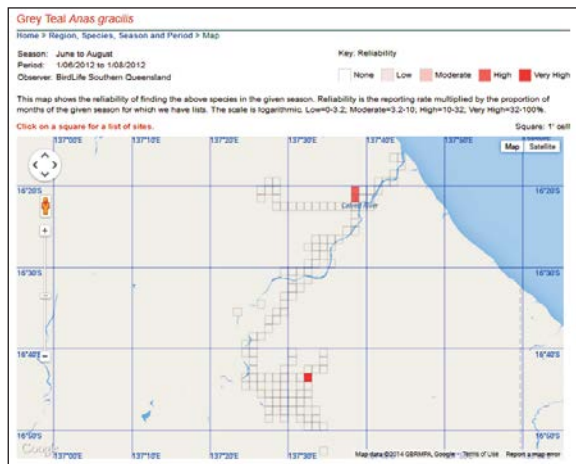 Grey Teal Anas gracilis
Home > Region, Species, Season and Period > Map
Season: June to August
Period: 1/06/2012 to 1/08/2012
Observer: BirdLife Southern Queensland
Key: Reliability
None Low Moderate High Very High
This map shows the reliability of finding the above species in the given season. Reliability is the reporting rate multiplied by the proportion of
months of the given season for which we have lists. The scale is logarithmic. Low=0-3.2, Moderate=3.2-10, High=10-32, Very High=32-100%.
Click on a square for a list of sites.
Square: 1' cell
137°00'E 137°10'E 137°20'E 137°30'E 137°40'E 137°50'E
Map Satellite
16°20'S 16°20'S
Calvert River
16°30'S 16°30'S
16°40'S 16°40'S
16°50'S 16°50'S
Google
137°00'E 137°10'E 137°20'E 137°30'E
Map data ©2014 GBRMPA, Google - Terms of Use Report a map error